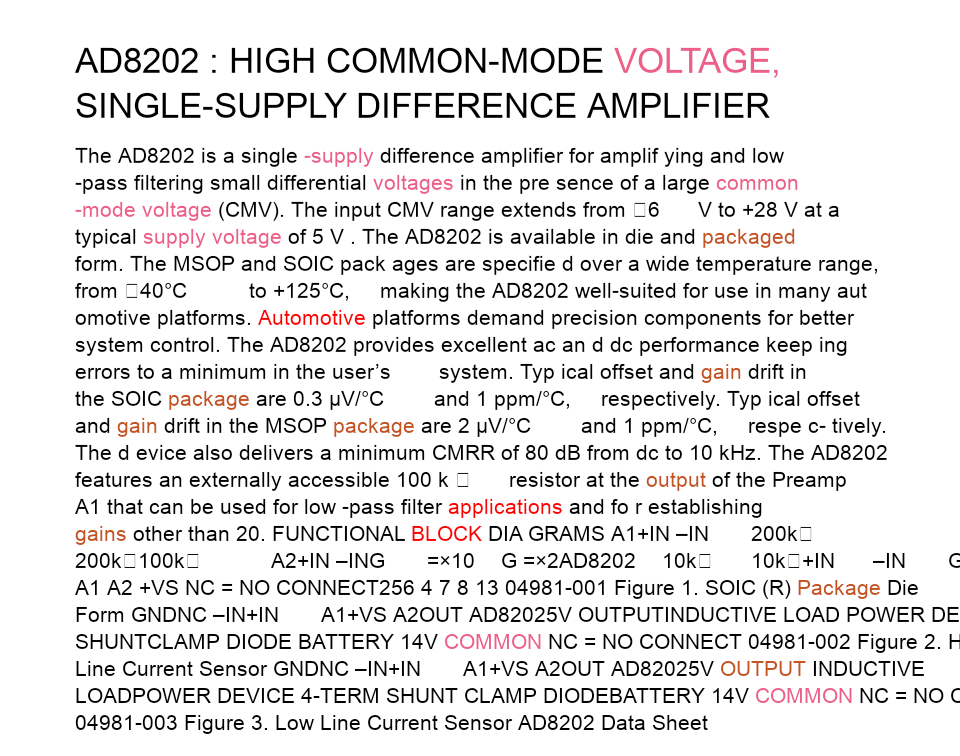 AD8202 : HIGH COMMON-MODE VOLTAGE,
SINGLE-SUPPLY DIFFERENCE AMPLIFIER
The AD8202 is a single -supply difference amplifier for amplif ying and low
-pass filtering small differential voltages in the pre sence of a large common
-mode voltage (CMV). The input CMV range extends from □6 V to +28 V at a
typical supply voltage of 5 V . The AD8202 is available in die and packaged
form. The MSOP and SOIC pack ages are specifie d over a wide temperature range,
from □40°C to +125°C, making the AD8202 well-suited for use in many aut
omotive platforms. Automotive platforms demand precision components for better
system control. The AD8202 provides excellent ac an d dc performance keep ing
errors to a minimum in the user’s system. Typ ical offset and gain drift in
the SOIC package are 0.3 μV/°C and 1 ppm/°C, respectively. Typ ical offset
and gain drift in the MSOP package are 2 μV/°C and 1 ppm/°C, respe c- tively.
The d evice also delivers a minimum CMRR of 80 dB from dc to 10 kHz. The AD8202
features an externally accessible 100 k □ resistor at the output of the Preamp
A1 that can be used for low -pass filter applications and fo r establishing
gains other than 20. FUNCTIONAL BLOCK DIA GRAMS A1+IN –IN 200k□
200k□100k□ A2+IN –ING =×10 G =×2AD8202 10k□ 10k□+IN –IN G
A1 A2 +VS NC = NO CONNECT256 4 7 8 13 04981-001 Figure 1. SOIC (R) Package Die
Form GNDNC –IN+IN A1+VS A2OUT AD82025V OUTPUTINDUCTIVE LOAD POWER DE
SHUNTCLAMP DIODE BATTERY 14V COMMON NC = NO CONNECT 04981-002 Figure 2. H
Line Current Sensor GNDNC –IN+IN A1+VS A2OUT AD82025V OUTPUT INDUCTIVE
LOADPOWER DEVICE 4-TERM SHUNT CLAMP DIODEBATTERY 14V COMMON NC = NO C
04981-003 Figure 3. Low Line Current Sensor AD8202 Data Sheet